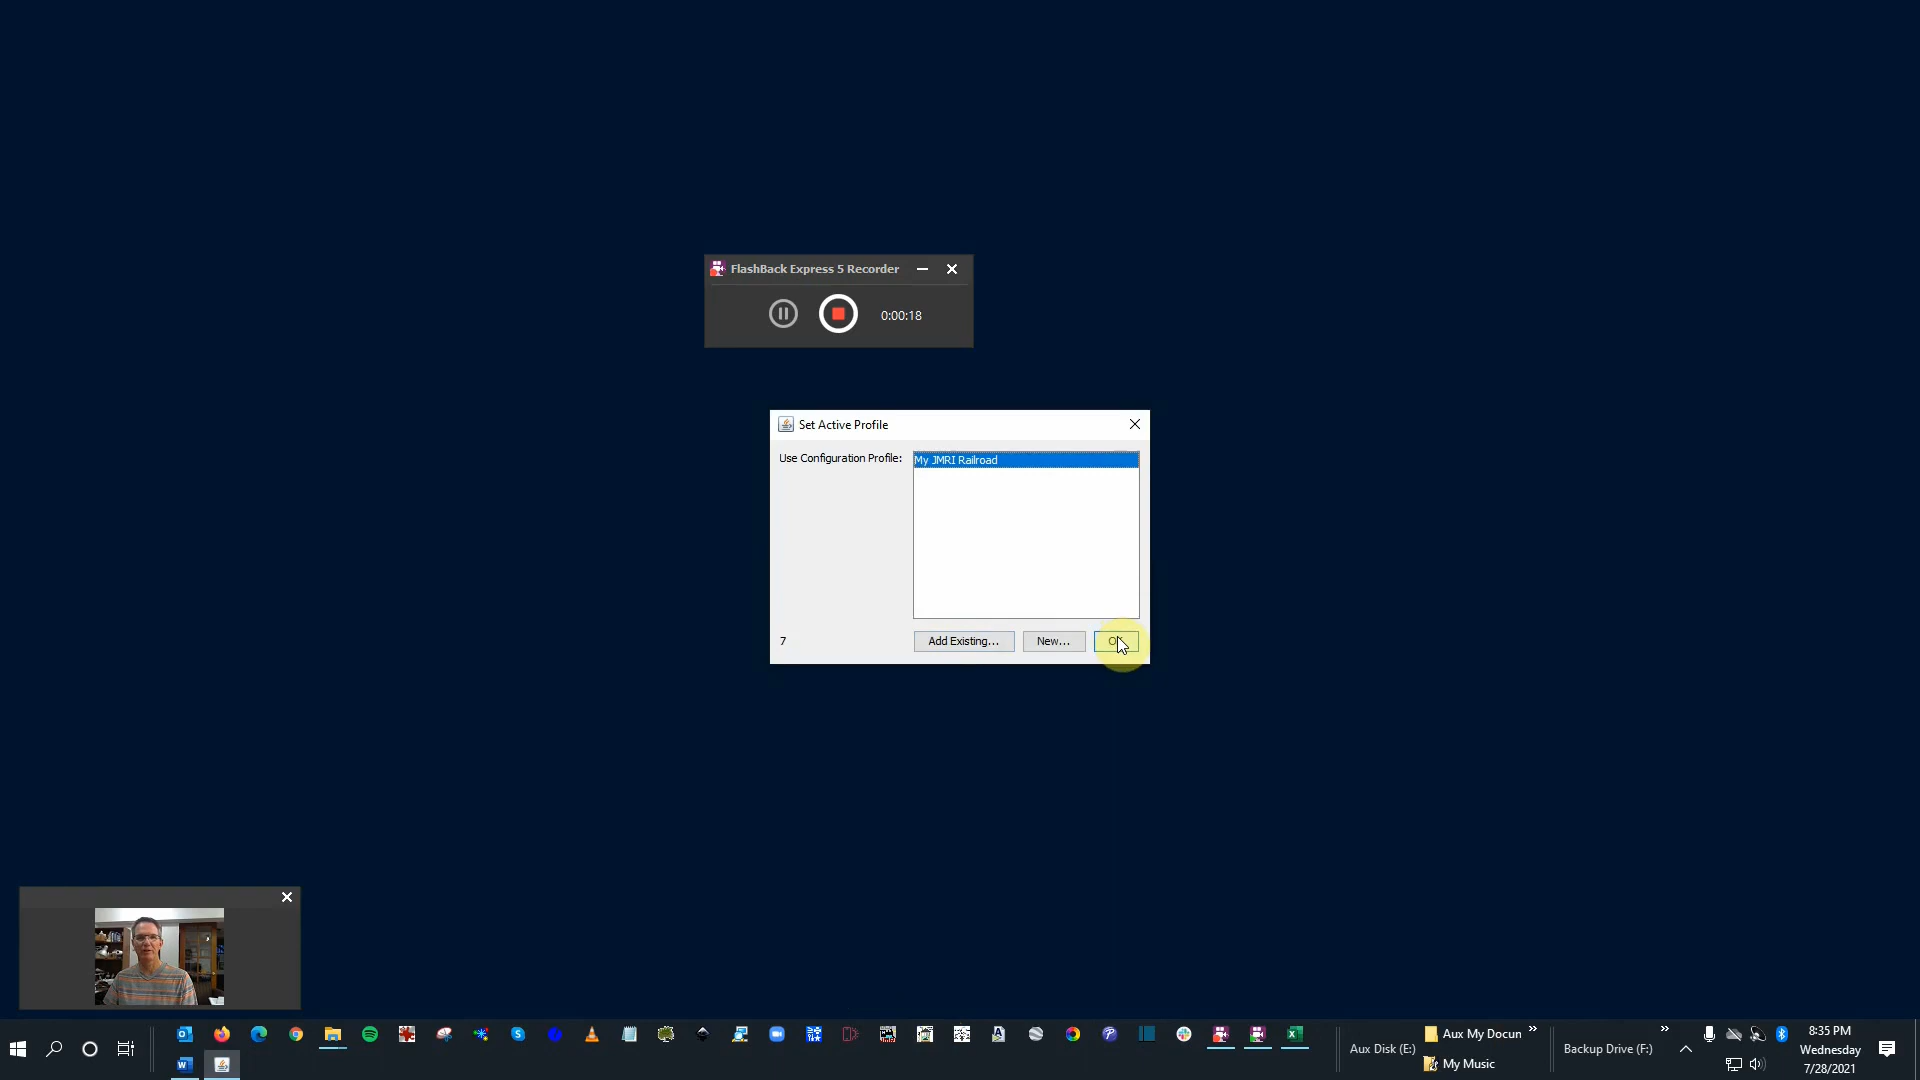 FlashBack Express 5 Recorder
0:00:18
Set Active Profile
Use Configuration Profile:
My JMRI Railroad
7
Add Existing...
New...
Aux Disk (E:)
Aux My Docun
My Music
Backup Drive (F:)
8:35 PM
Wednesday
7/28/2021